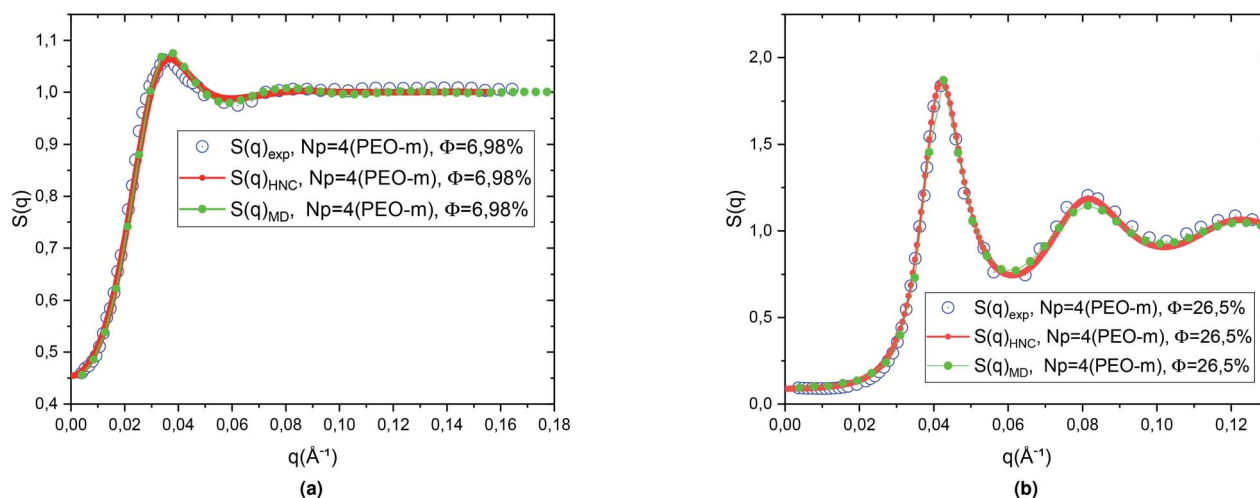 1,1
1,0
0,9
0,8
0,7
0,6
0,5
0,4
S(q)
S(q)exp, Np=4(PEO-m), Φ=6,98%
S(q)HNC, Np=4(PEO-m), Φ=6,98%
S(q)MD, Np=4(PEO-m), Φ=6,98%
0,00 0,02 0,04 0,06 0,08 0,10 0,12 0,14 0,16 0,18
q(Å⁻¹)
(a)
2,0
1,5
1,0
0,5
0,0
S(q)
S(q)exp, Np=4(PEO-m), Φ=26,5%
S(q)HNC, Np=4(PEO-m), Φ=26,5%
S(q)MD, Np=4(PEO-m), Φ=26,5%
0,00 0,02 0,04 0,06 0,08 0,10 0,12
q(Å⁻¹)
(b)